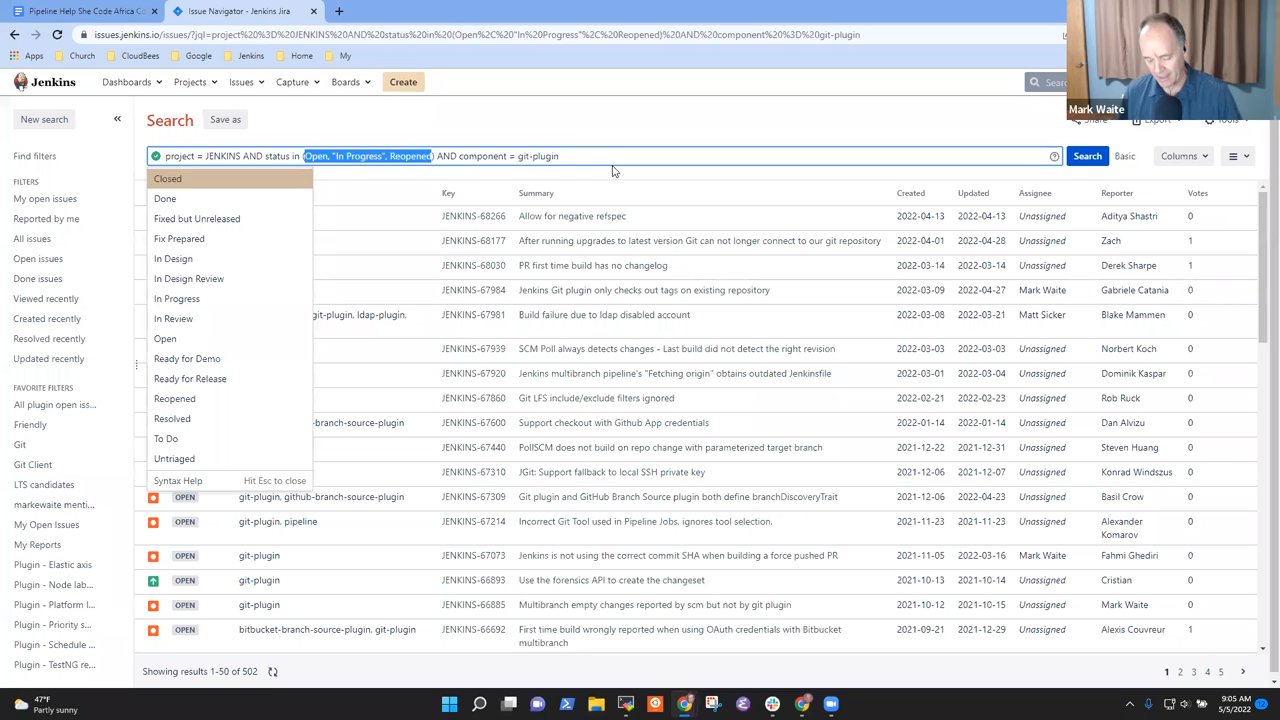 Pipeline Help She Code Africa Co
Issue Navigator - Jenkins Jira
issues.jenkins.io/issues/?jql=project%20%3D%20JENKINS%20AND%20status%20in%20(Open%2C%20"In%20Progress"%2C%20Reopened)%20AND%20component%20%3D%20git-plugin
Apps Church CloudBees Google Jenkins Home My
Jenkins Dashboards Projects Issues Capture Boards Create
Mark Waite
New search
Search Save as
Share Export Tools
project = JENKINS AND status in (Open, "In Progress", Reopened) AND component = git-plugin
Search Basic Columns
Find filters
FILTERS
My open issues
Reported by me
All issues
Open issues
Done issues
Viewed recently
Created recently
Resolved recently
Updated recently
FAVORITE FILTERS
All plugin open iss...
Friendly
Git
Git Client
LTS candidates
markewaite menti...
My Open Issues
My Reports
Plugin - Elastic axis
Plugin - Node lab...
Plugin - Platform l...
Plugin - Priority s...
Plugin - Schedule ...
Plugin - TestNG re...
Closed
Done
Fixed but Unreleased
Fix Prepared
In Design
In Design Review
In Progress
In Review
Open
Ready for Demo
Ready for Release
Reopened
Resolved
To Do
Untriaged
Syntax Help Hit Esc to close
Key Summary Created Updated Assignee Reporter Votes
JENKINS-68266 Allow for negative refspec 2022-04-13 2022-04-13 Unassigned Aditya Shastri 0
JENKINS-68177 After running upgrades to latest version Git can not longer connect to our git repository 2022-04-01 2022-04-28 Unassigned Zach 1
JENKINS-68030 PR first time build has no changelog 2022-03-14 2022-03-14 Unassigned Derek Sharpe 1
JENKINS-67984 Jenkins Git plugin only checks out tags on existing repository 2022-03-09 2022-04-27 Mark Waite Gabriele Catania 0
git-plugin, ldap-plugin, JENKINS-67981 Build failure due to ldap disabled account 2022-03-08 2022-03-21 Matt Sicker Blake Mammen 0
JENKINS-67939 SCM Poll always detects changes - Last build did not detect the right revision 2022-03-03 2022-03-03 Unassigned Norbert Koch 0
JENKINS-67920 Jenkins multibranch pipeline's "Fetching origin" obtains outdated Jenkinsfile 2022-03-01 2022-03-01 Unassigned Dominik Kaspar 0
JENKINS-67860 Git LFS include/exclude filters ignored 2022-02-21 2022-02-23 Unassigned Rob Ruck 0
-branch-source-plugin JENKINS-67600 Support checkout with Github App credentials 2022-01-14 2022-01-14 Unassigned Dan Alvizu 0
JENKINS-67440 PollSCM does not build on repo change with parameterized target branch 2021-12-22 2021-12-31 Unassigned Steven Huang 0
JENKINS-67310 JGit: Support fallback to local SSH private key 2021-12-06 2021-12-07 Unassigned Konrad Windszus 0
OPEN git-plugin, github-branch-source-plugin JENKINS-67309 Git plugin and GitHub Branch Source plugin both define branchDiscoveryTrait 2021-12-06 2022-04-23 Unassigned Basil Crow 0
OPEN git-plugin, pipeline JENKINS-67214 Incorrect Git Tool used in Pipeline Jobs, ignores tool selection. 2021-11-23 2021-11-23 Unassigned Alexander 0
Komarov
OPEN git-plugin JENKINS-67073 Jenkins is not using the correct commit SHA when building a force pushed PR 2021-11-05 2022-03-16 Mark Waite Fahmi Ghediri 0
OPEN git-plugin JENKINS-66893 Use the forensics API to create the changeset 2021-10-13 2021-10-14 Unassigned Cristian 0
OPEN git-plugin JENKINS-66885 Multibranch empty changes reported by scm but not by git plugin 2021-10-12 2021-10-15 Unassigned Mark Waite 0
OPEN bitbucket-branch-source-plugin, git-plugin JENKINS-66692 First time build wrongly reported when using OAuth credentials with Bitbucket 2021-09-21 2021-12-29 Unassigned Alexis Couvreur 1
multibranch
Showing results 1-50 of 502
1 2 3 4 5
47°F
Partly sunny
9:05 AM
5/5/2022